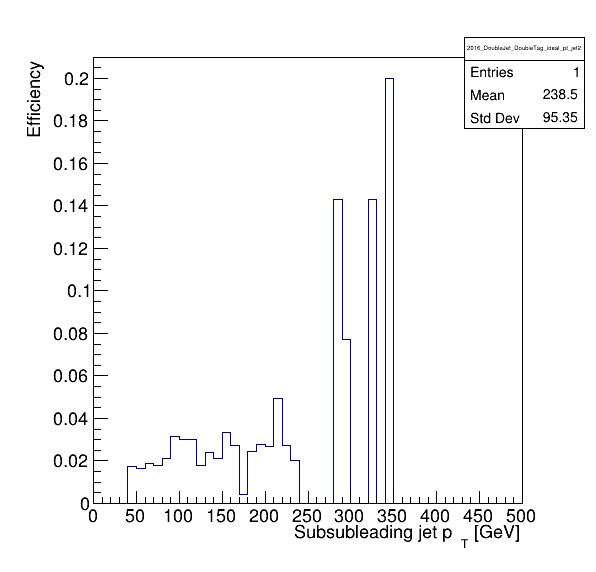 2016_DoubleJet_DoubleTag_ideal_pt_jet2
Entries 1
Mean 238.5
Std Dev 95.35
Efficiency
0.2
0.18
0.16
0.14
0.12
0.1
0.08
0.06
0.04
0.02
0
0 50 100 150 200 250 300 350 400 450 500
Subsubleading jet p T [GeV]